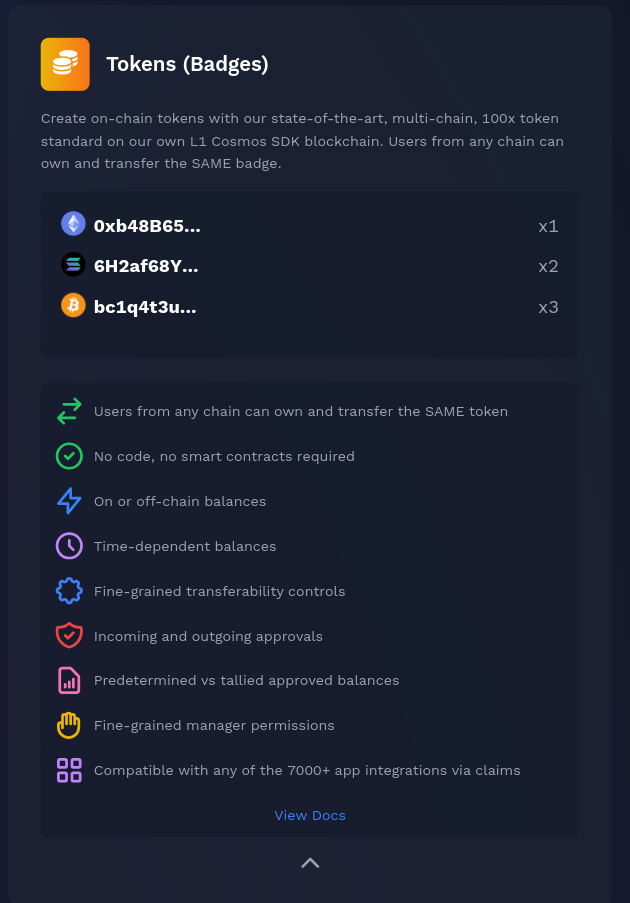 Tokens (Badges)
Create on-chain tokens with our state-of-the-art, multi-chain, 100x token
standard on our own L1 Cosmos SDK blockchain. Users from any chain can
own and transfer the SAME badge.
0xb48B65... x1
6H2af68Y... x2
bc1q4t3u... x3
Users from any chain can own and transfer the SAME token
No code, no smart contracts required
On or off-chain balances
Time-dependent balances
Fine-grained transferability controls
Incoming and outgoing approvals
Predetermined vs tallied approved balances
Fine-grained manager permissions
Compatible with any of the 7000+ app integrations via claims
View Docs